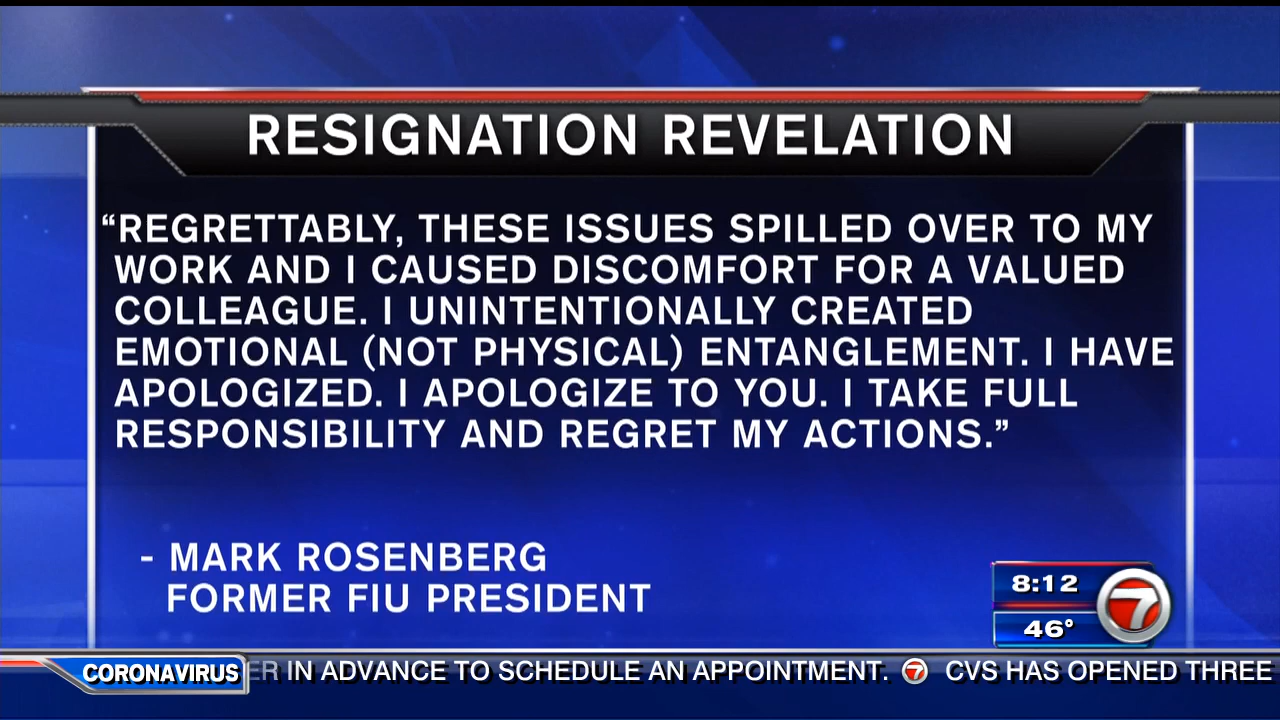 RESIGNATION REVELATION
“REGRETTABLY, THESE ISSUES SPILLED OVER TO MY
WORK AND I CAUSED DISCOMFORT FOR A VALUED
COLLEAGUE. I UNINTENTIONALLY CREATED
EMOTIONAL (NOT PHYSICAL) ENTANGLEMENT. I HAVE
APOLOGIZED. I APOLOGIZE TO YOU. I TAKE FULL
RESPONSIBILITY AND REGRET MY ACTIONS.”
- MARK ROSENBERG
FORMER FIU PRESIDENT
8:12
7
46°
CORONAVIRUS ER IN ADVANCE TO SCHEDULE AN APPOINTMENT. 7 CVS HAS OPENED THREE